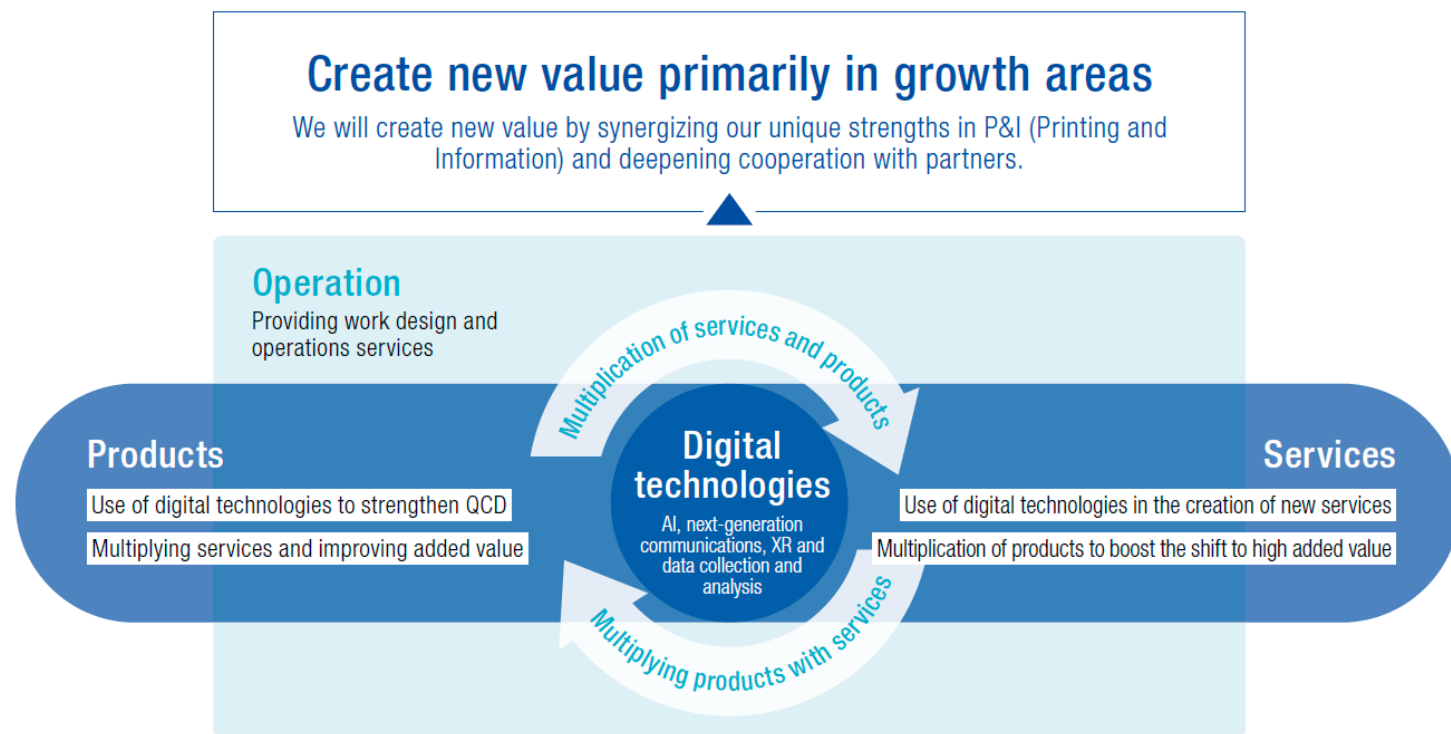 Create new value primarily in growth areas
We will create new value by synergizing our unique strengths in P&I (Printing and
Information) and deepening cooperation with partners.
Operation
Providing work design and
operations services
Multiplication of services and products
Products
Use of digital technologies to strengthen QCD
Multiplying services and improving added value
Digital
technologies
AI, next-generation
communications, XR and
data collection and
analysis
Services
Use of digital technologies in the creation of new services
Multiplication of products to boost the shift to high added value
Multiplying products with services